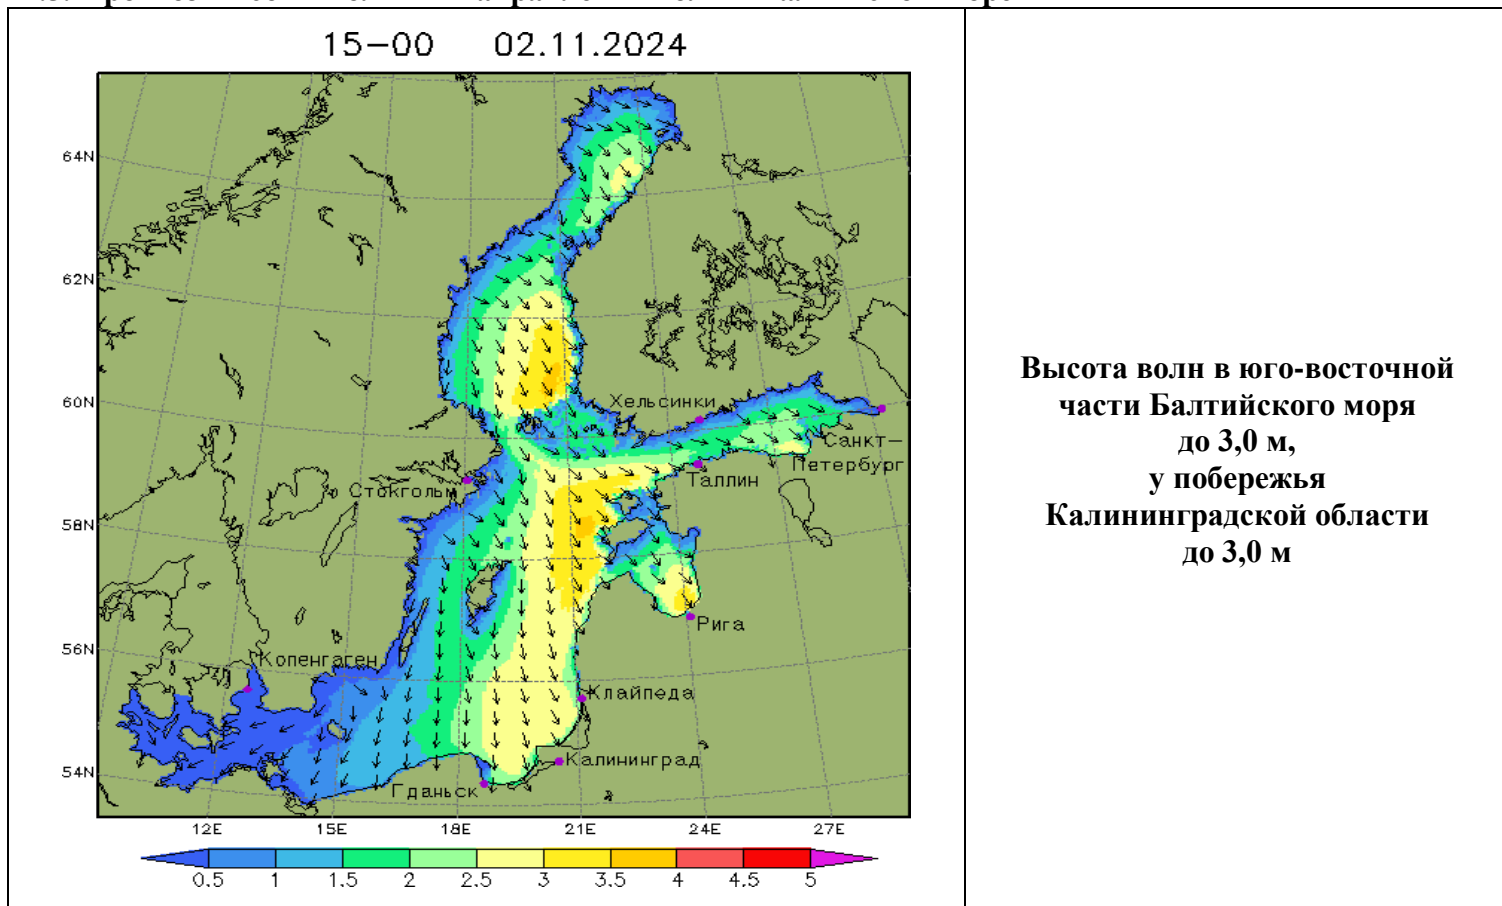 15-00 02.11.2024
64N
62N
60N
58N
56N
54N
Хельсинки
Санкт-
Петербург
Таллин
Стокгольм
Рига
Копенгаген
Клайпеда
Калининград
Гданьск
12E 15E 18E 21E 24E 27E
0.5 1 1.5 2 2.5 3 3.5 4 4.5 5
Высота волн в юго-восточной
части Балтийского моря
до 3,0 м,
у побережья
Калининградской области
до 3,0 м